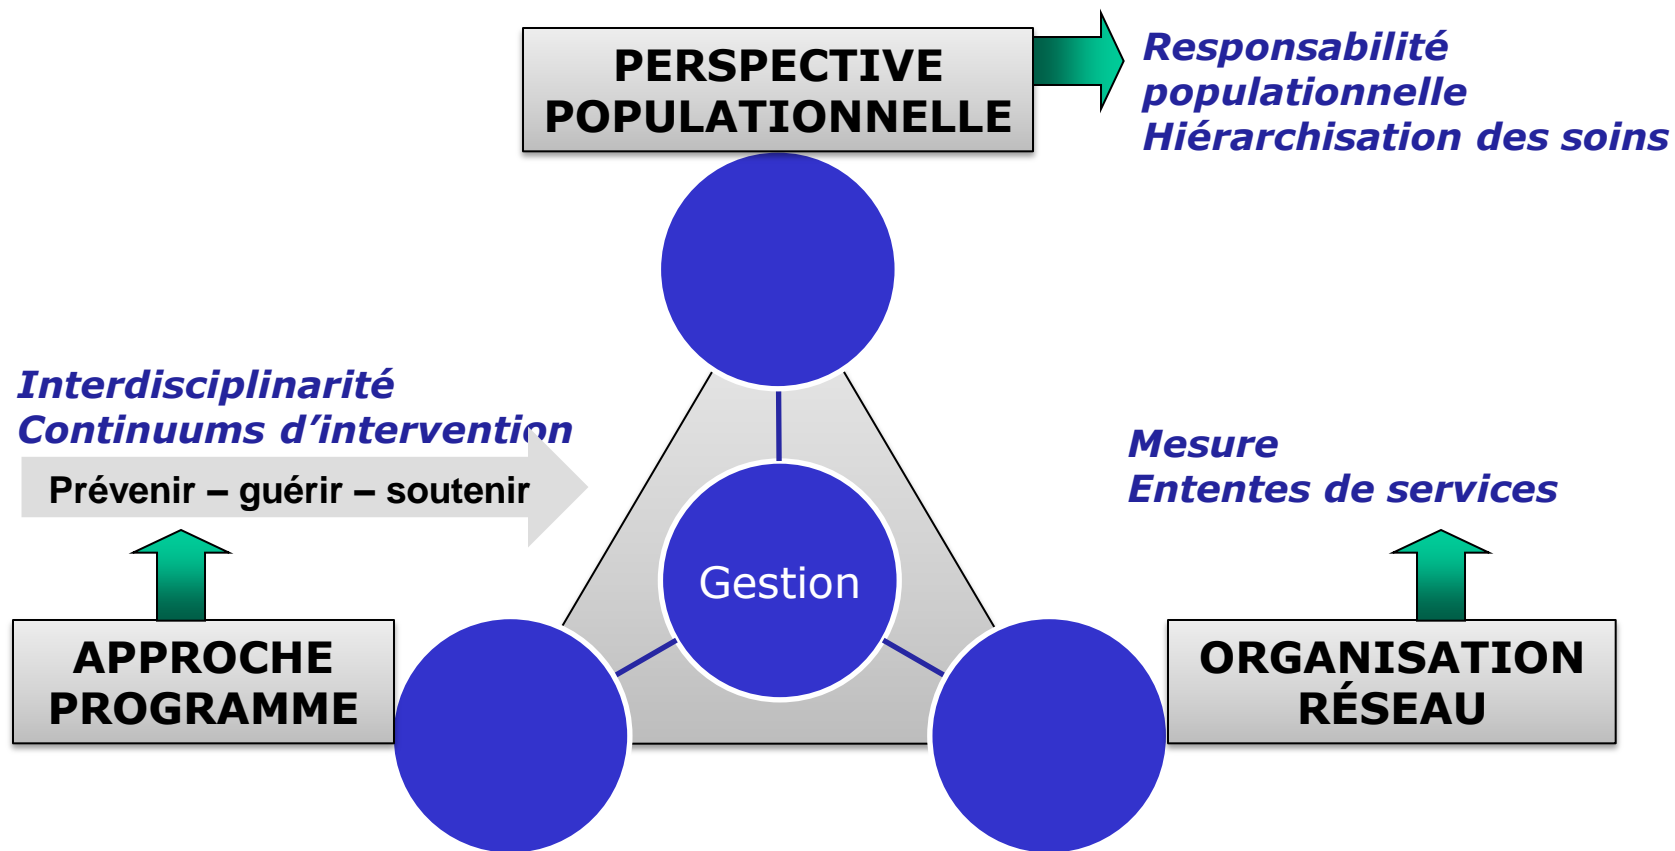 PERSPECTIVE
POPULATIONNELLE
Responsabilité
populationnelle
Hiérarchisation des soins
Interdisciplinarité
Continuums d’intervention
Prévenir – guérir – soutenir
Mesure
Ententes de services
Gestion
APPROCHE
PROGRAMME
ORGANISATION
RÉSEAU